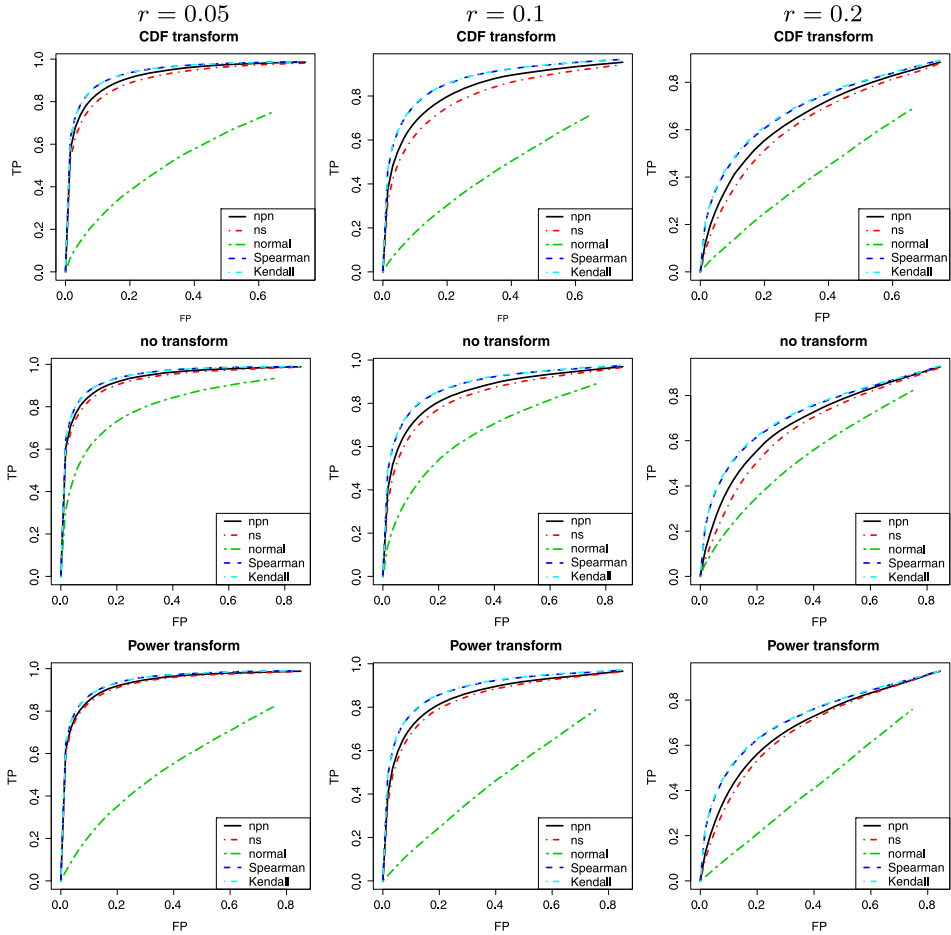 r = 0.05
r = 0.1
r = 0.2
CDF transform
TP
0.0 0.2 0.4 0.6 0.8 1.0
0.0 0.2 0.4 0.6
FP
npn
ns
normal
Spearman
Kendall
CDF transform
TP
0.0 0.2 0.4 0.6 0.8 1.0
0.0 0.2 0.4 0.6
FP
npn
ns
normal
Spearman
Kendall
CDF transform
TP
0.0 0.2 0.4 0.6 0.8
0.0 0.2 0.4 0.6
FP
npn
ns
normal
Spearman
Kendall
no transform
TP
0.0 0.2 0.4 0.6 0.8 1.0
0.0 0.2 0.4 0.6 0.8
FP
npn
ns
normal
Spearman
Kendall
no transform
TP
0.0 0.2 0.4 0.6 0.8 1.0
0.0 0.2 0.4 0.6 0.8
FP
npn
ns
normal
Spearman
Kendall
no transform
TP
0.0 0.2 0.4 0.6 0.8
0.0 0.2 0.4 0.6 0.8
FP
npn
ns
normal
Spearman
Kendall
Power transform
TP
0.0 0.2 0.4 0.6 0.8 1.0
0.0 0.2 0.4 0.6 0.8
FP
npn
ns
normal
Spearman
Kendall
Power transform
TP
0.0 0.2 0.4 0.6 0.8 1.0
0.0 0.2 0.4 0.6 0.8
FP
npn
ns
normal
Spearman
Kendall
Power transform
TP
0.0 0.2 0.4 0.6 0.8
0.0 0.2 0.4 0.6 0.8
FP
npn
ns
normal
Spearman
Kendall